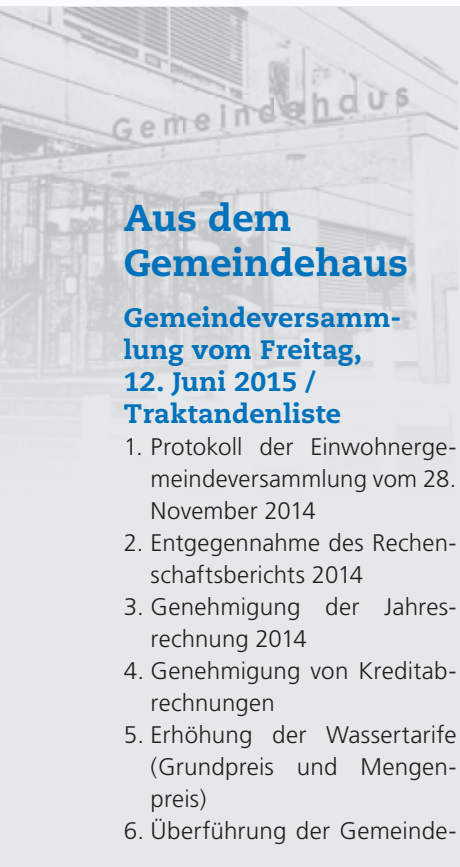 Gemeindehaus
Aus dem
Gemeindehaus
Gemeindeversamm-
lung vom Freitag,
12. Juni 2015 /
Traktandenliste
1. Protokoll der Einwohnerge-
meindeversammlung vom 28.
November 2014
2. Entgegennahme des Rechen-
schaftsberichts 2014
3. Genehmigung der Jahres-
rechnung 2014
4. Genehmigung von Kreditab-
rechnungen
5. Erhöhung der Wassertarife
(Grundpreis und Mengen-
preis)
6. Überführung der Gemeinde-